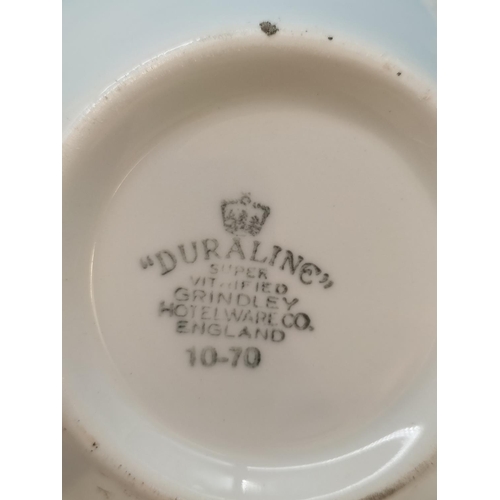 "DURALINE"
SUPER
VITRIFIED
GRINDLEY
HOTELWARE CO.
ENGLAND
10-70